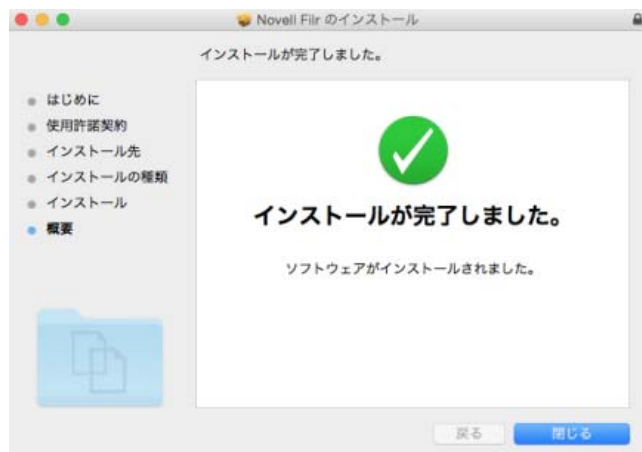 Novell Filr のインストール
インストールが完了しました。
はじめに
使用許諾契約
インストール先
インストールの種類
インストール
概要
インストールが完了しました。
ソフトウェアがインストールされました。
戻る
閉じる